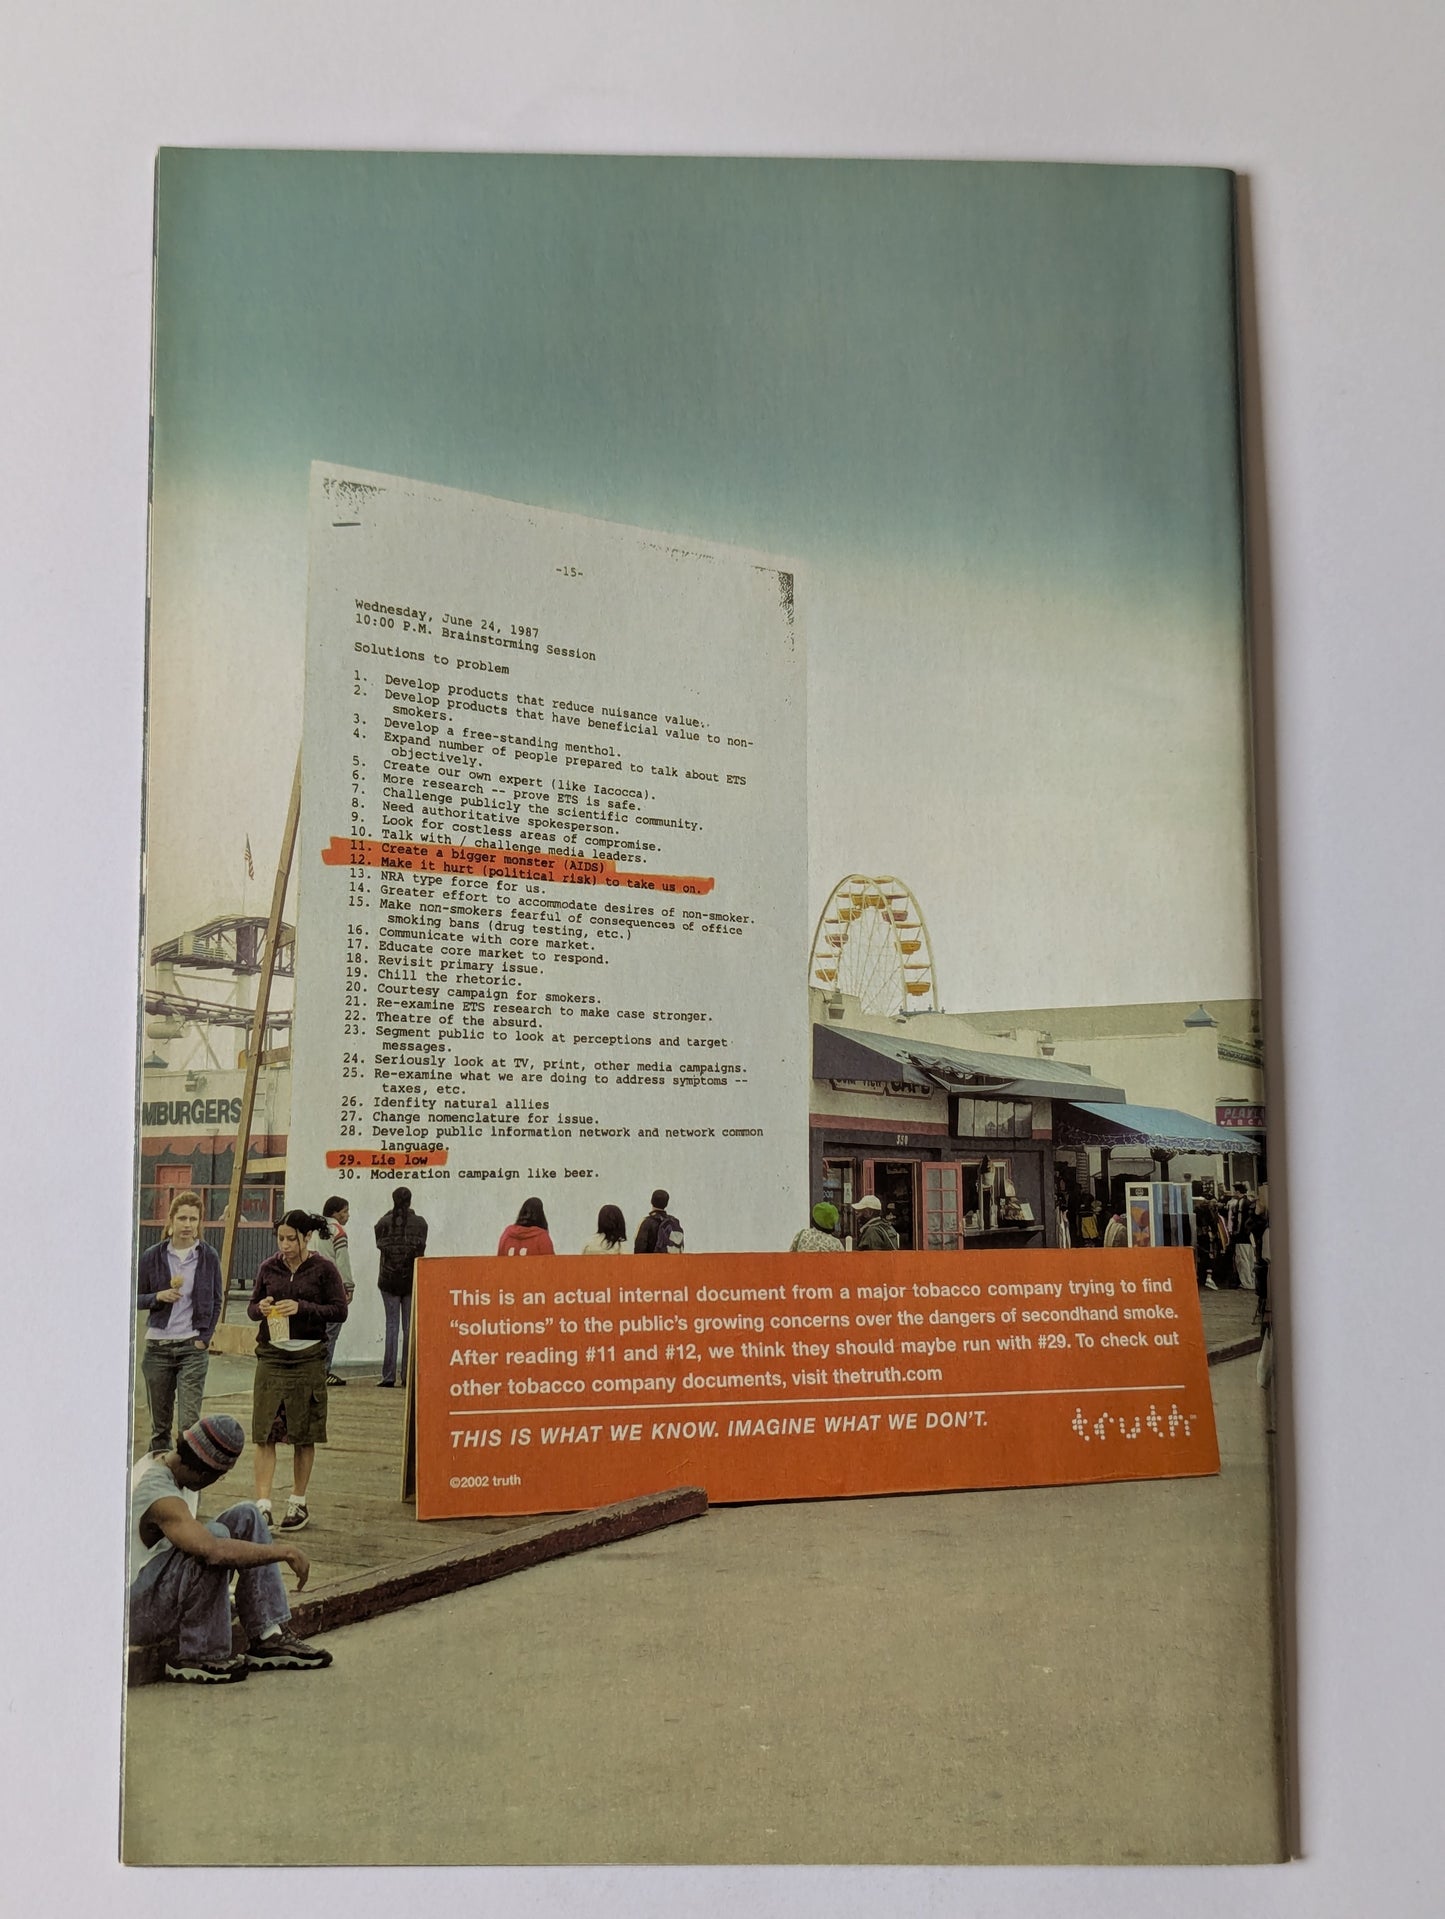 -15-
Wednesday, June 24, 1987
10:00 P.M. Brainstorming Session
Solutions to problem
1. Develop products that reduce nuisance value.
2. Develop products that have beneficial value to non-
smokers.
3. Develop a free-standing menthol.
4. Expand number of people prepared to talk about ETS
objectively.
5. Create our own expert (like Iacocca).
6. More research -- prove ETS is safe.
7. Challenge publicly the scientific community.
8. Need authoritative spokesperson.
9. Look for costless areas of compromise.
10. Talk with / challenge media leaders.
11. Create a bigger monster (AIDS)
12. Make it hurt (political risk) to take us on.
13. NRA type force for us.
14. Greater effort to accommodate desires of non-smoker.
15. Make non-smokers fearful of consequences of office
smoking bans (drug testing, etc.)
16. Communicate with core market.
17. Educate core market to respond.
18. Revisit primary issue.
19. Chill the rhetoric.
20. Courtesy campaign for smokers.
21. Re-examine ETS research to make case stronger.
22. Theatre of the absurd.
23. Segment public to look at perceptions and target
messages.
24. Seriously look at TV, print, other media campaigns.
25. Re-examine what we are doing to address symptoms --
taxes, etc.
26. Idenfity natural allies
27. Change nomenclature for issue.
28. Develop public information network and network common
language.
29. Lie low
30. Moderation campaign like beer.
MBURGERS
CAFE
350
PLAYLA
ARCA
This is an actual internal document from a major tobacco company trying to find
“solutions” to the public’s growing concerns over the dangers of secondhand smoke.
After reading #11 and #12, we think they should maybe run with #29. To check out
other tobacco company documents, visit thetruth.com
THIS IS WHAT WE KNOW. IMAGINE WHAT WE DON’T.
truth
©2002 truth